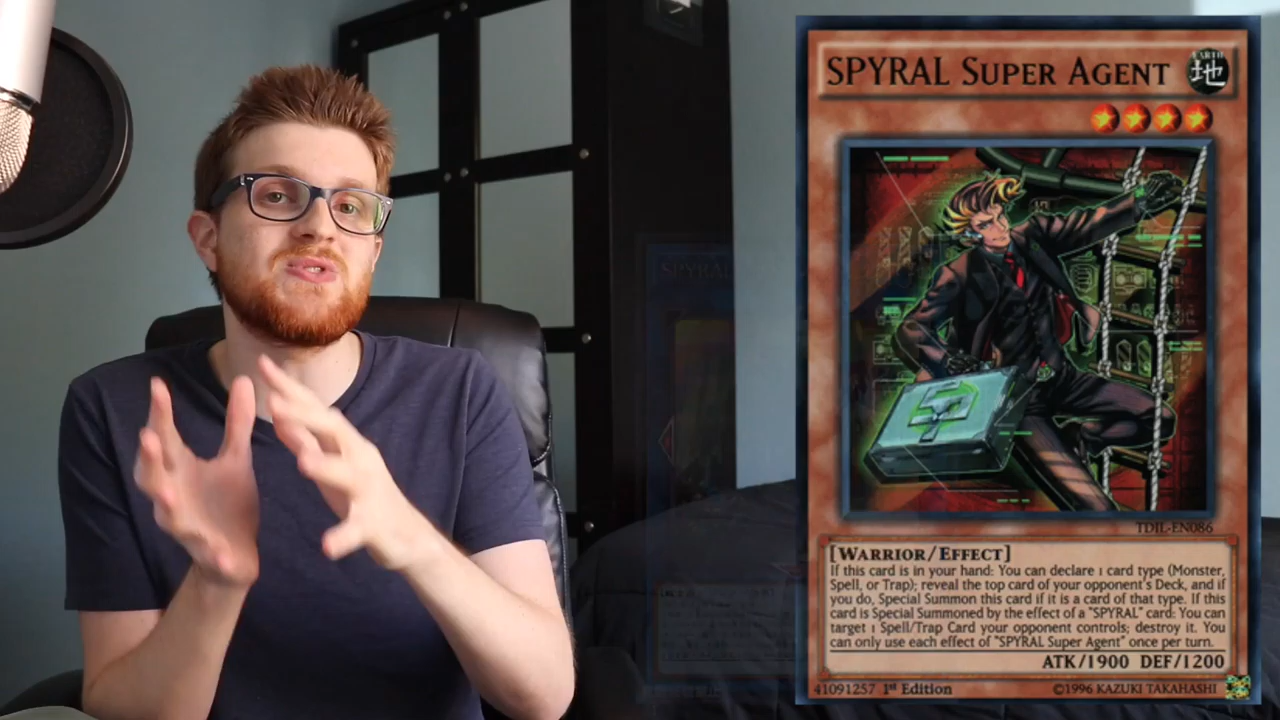 SPYRAL SUPER AGENT
EARTH
地
TDIL-EN086
[WARRIOR/EFFECT]
If this card is in your hand: You can declare 1 card type (Monster,
Spell, or Trap); reveal the top card of your opponent's Deck, and if
you do, Special Summon this card if it is a card of that type. If this
card is Special Summoned by the effect of a "SPYRAL" card: You can
target 1 Spell/Trap Card your opponent controls; destroy it. You
can only use each effect of "SPYRAL Super Agent" once per turn.
ATK/1900 DEF/1200
41091257 1st Edition
©1996 KAZUKI TAKAHASHI
SPYRAL